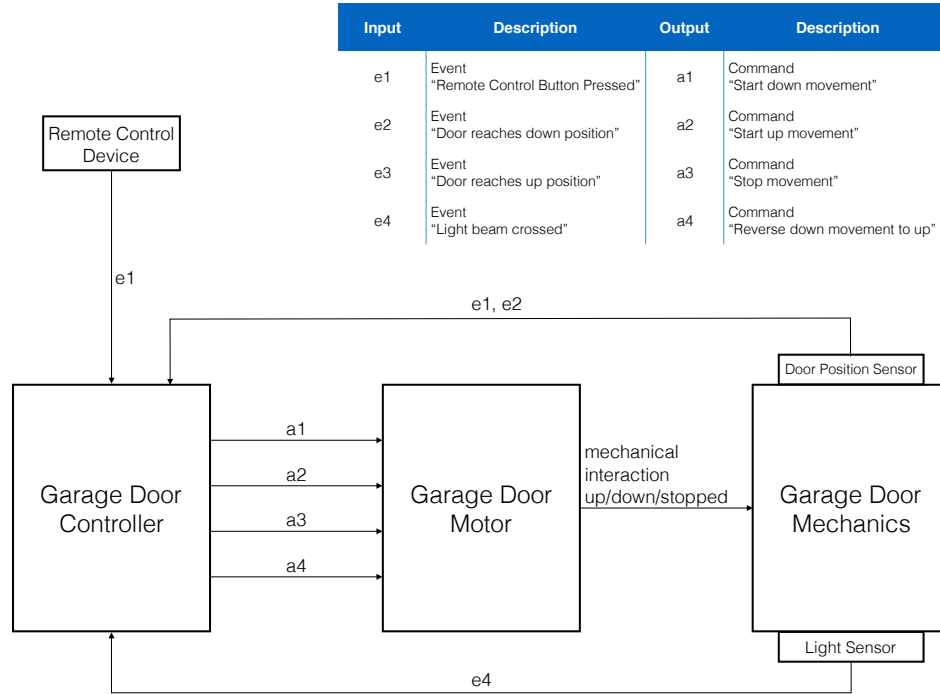 Input Description Output Description
e1 Event a1 Command
“Remote Control Button Pressed” “Start down movement”
e2 Event a2 Command
“Door reaches down position” “Start up movement”
e3 Event a3 Command
“Door reaches up position” “Stop movement”
e4 Event a4 Command
“Light beam crossed” “Reverse down movement to up”
Remote Control
Device
e1
e1, e2
Door Position Sensor
Garage Door
Controller
a1
a2
a3
a4
Garage Door
Motor
mechanical
interaction
up/down/stopped
Garage Door
Mechanics
Light Sensor
e4